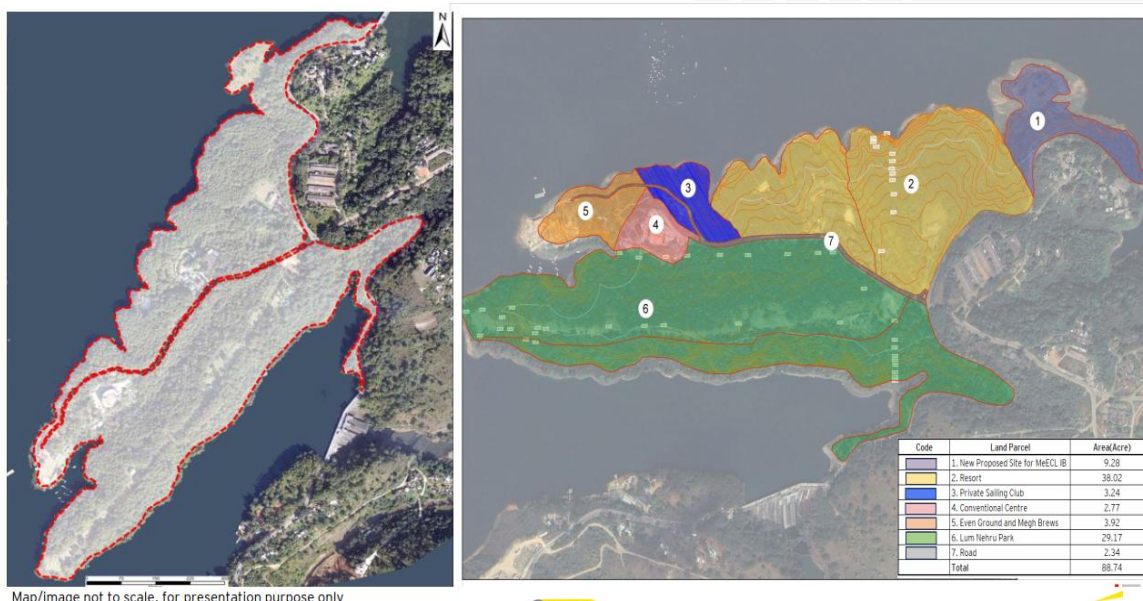 N
1
2
3
4
5
6
7
Code Land Parcel Area(Acre)
1. New Proposed Site for MeECL IB 9.28
2. Resort 38.02
3. Private Sailing Club 3.24
4. Conventional Centre 2.77
5. Even Ground and Megh Brews 3.92
6. Lum Nehru Park 29.17
7. Road 2.34
Total 88.74
Map/image not to scale, for presentation purpose only